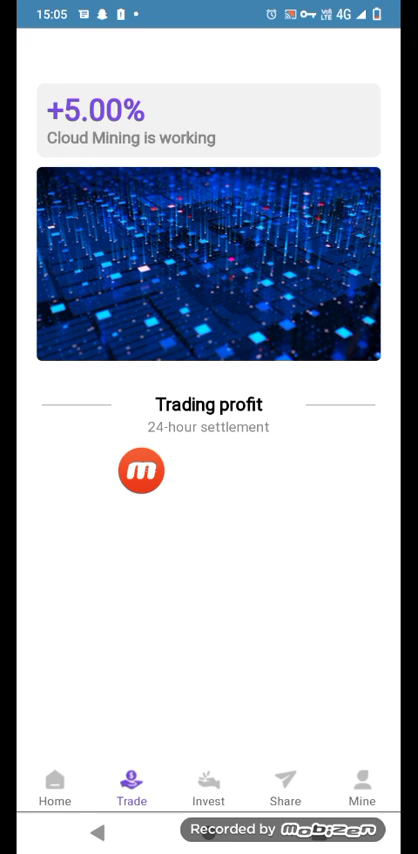 15:05
4G
+5.00%
Cloud Mining is working
Trading profit
24-hour settlement
m
Home
Trade
Invest
Share
Mine
Recorded by mobizen